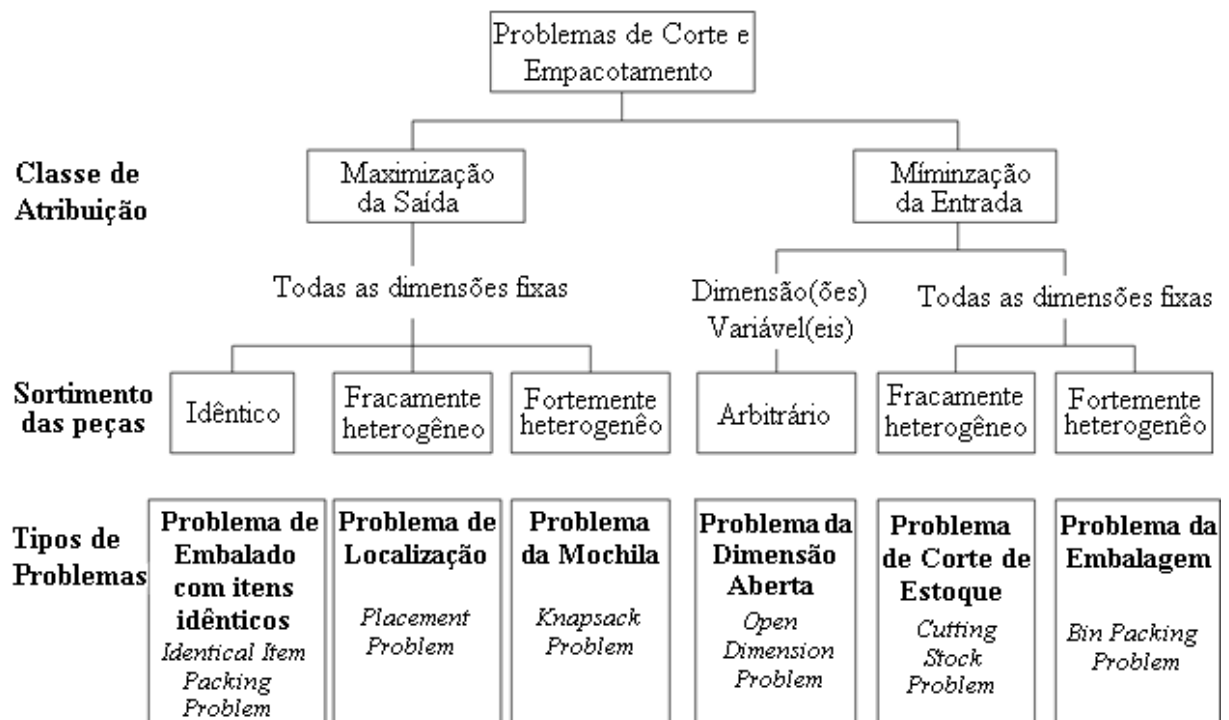 Problemas de Corte e
Empacotamento
Classe de
Atribuição
Maximização
da Saída
Míminzção
da Entrada
Todas as dimensões fixas
Dimensão(ões)
Variável(eis)
Todas as dimensões fixas
Sortimento
das peças
Idêntico
Fracamente
heterogêneo
Fortemente
heterogenêo
Arbitrário
Fracamente
heterogêneo
Fortemente
heterogenêo
Tipos de
Problemas
Problema de
Embalado
com itens
idênticos
Identical Item
Packing
Problem
Problema de
Localização
Placement
Problem
Problema
da Mochila
Knapsack
Problem
Problema da
Dimensão
Aberta
Open
Dimension
Problem
Problema
de Corte de
Estoque
Cutting
Stock
Problem
Problema da
Embalagem
Bin Packing
Problem